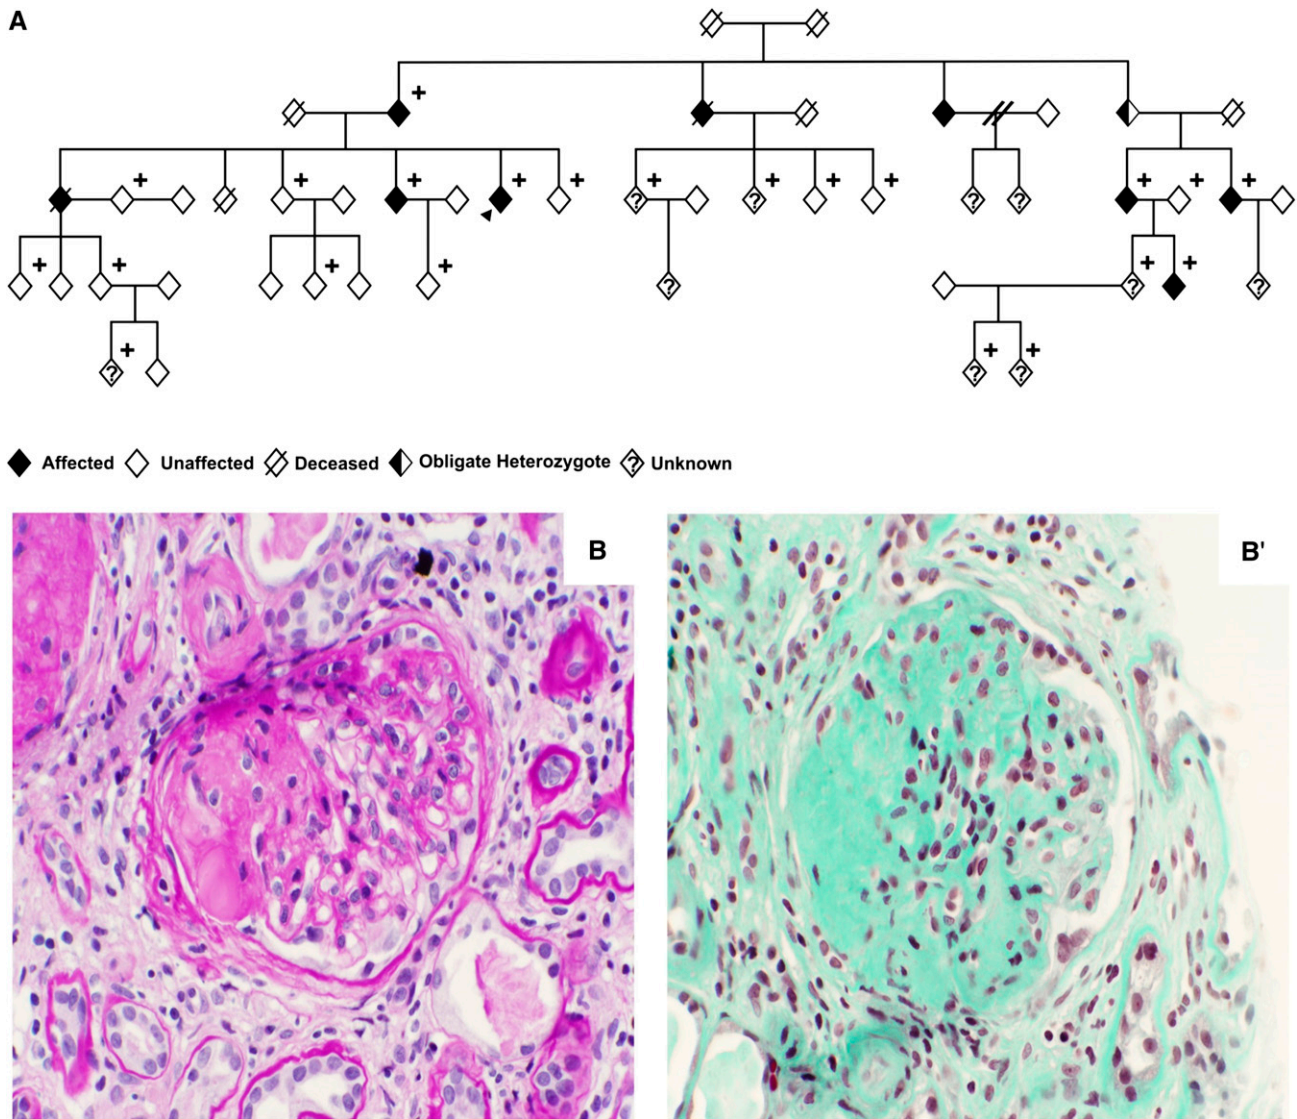 A
+
+ + + + + ? + ? + + + ? ? + + +
+ + + + ? ? + + ?
? + ? + ? +
Affected Unaffected Deceased Obligate Heterozygote ? Unknown
B B'